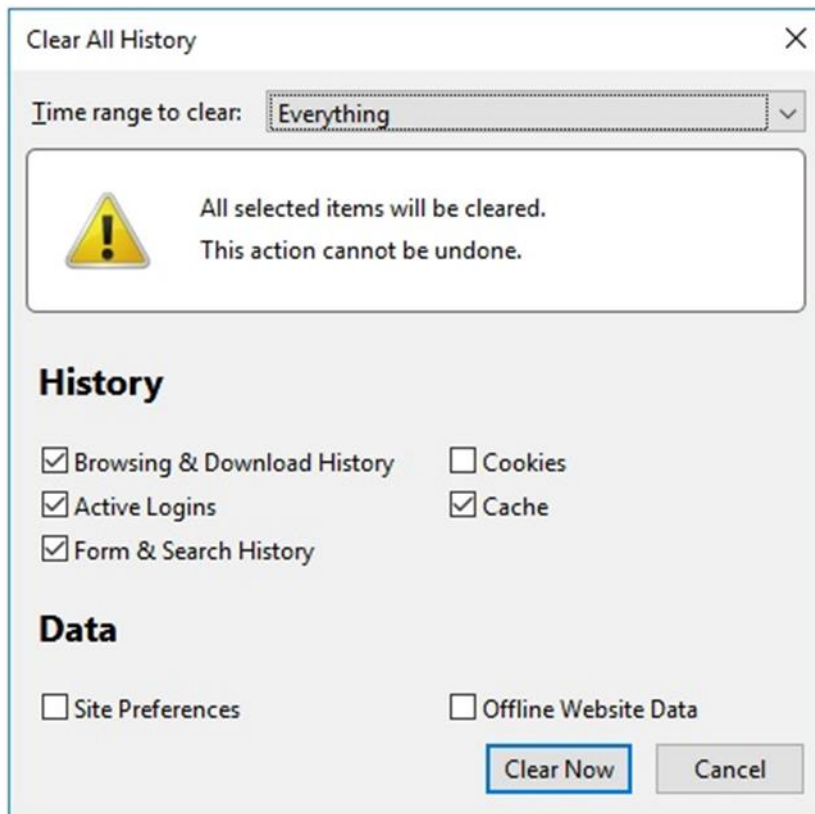 Clear All History
Time range to clear: Everything
All selected items will be cleared.
This action cannot be undone.
History
Browsing & Download History Cookies
Active Logins Cache
Form & Search History
Data
Site Preferences Offline Website Data
Clear Now Cancel